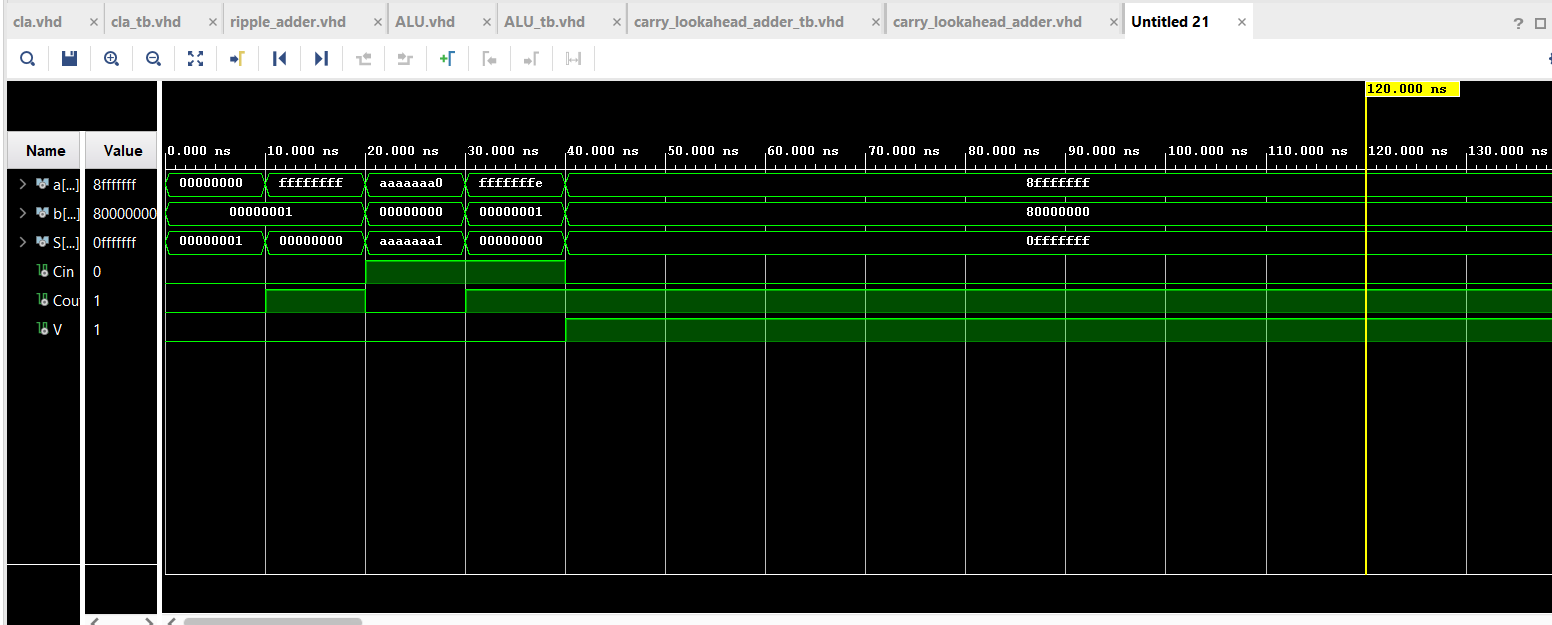 cla.vhd × cla_tb.vhd × ripple_adder.vhd × ALU.vhd × ALU_tb.vhd × carry_lookahead_adder_tb.vhd × carry_lookahead_adder.vhd × Untitled 21 × ?
120.000 ns
Name Value 0.000 ns 10.000 ns 20.000 ns 30.000 ns 40.000 ns 50.000 ns 60.000 ns 70.000 ns 80.000 ns 90.000 ns 100.000 ns 110.000 ns 120.000 ns 130.000 ns
a[...] 8fffffff 00000000 ffffffff aaaaaaa0 fffffffe 8fffffff
b[...] 80000000 00000001 00000000 00000001 80000000
S[...] 0fffffff 00000001 00000000 aaaaaaa1 00000000 0fffffff
Cin 0
Cou 1
V 1